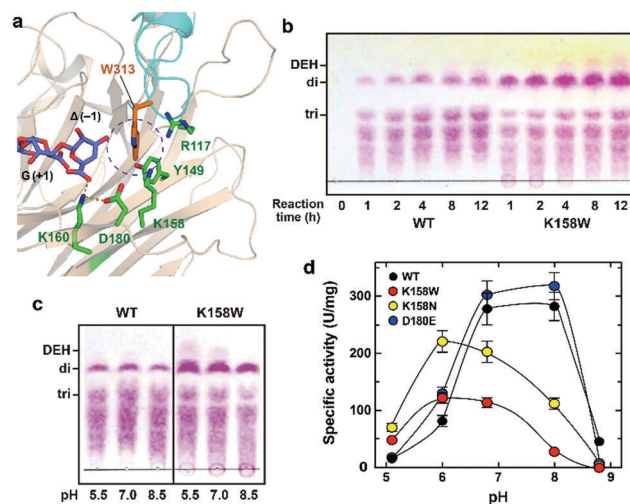 a
W313
Δ (−1)
G (+1)
R117
Y149
K160
D180
K158
b
DEH
di
tri
Reaction time (h) 0 1 2 4 8 12 1 2 4 8 12
WT K158W
c
WT K158W
DEH
di
tri
pH 5.5 7.0 8.5 5.5 7.0 8.5
d
Specific activity (U/mg)
300
200
100
0
WT
K158W
K158N
D180E
5 6 7 8 9
pH